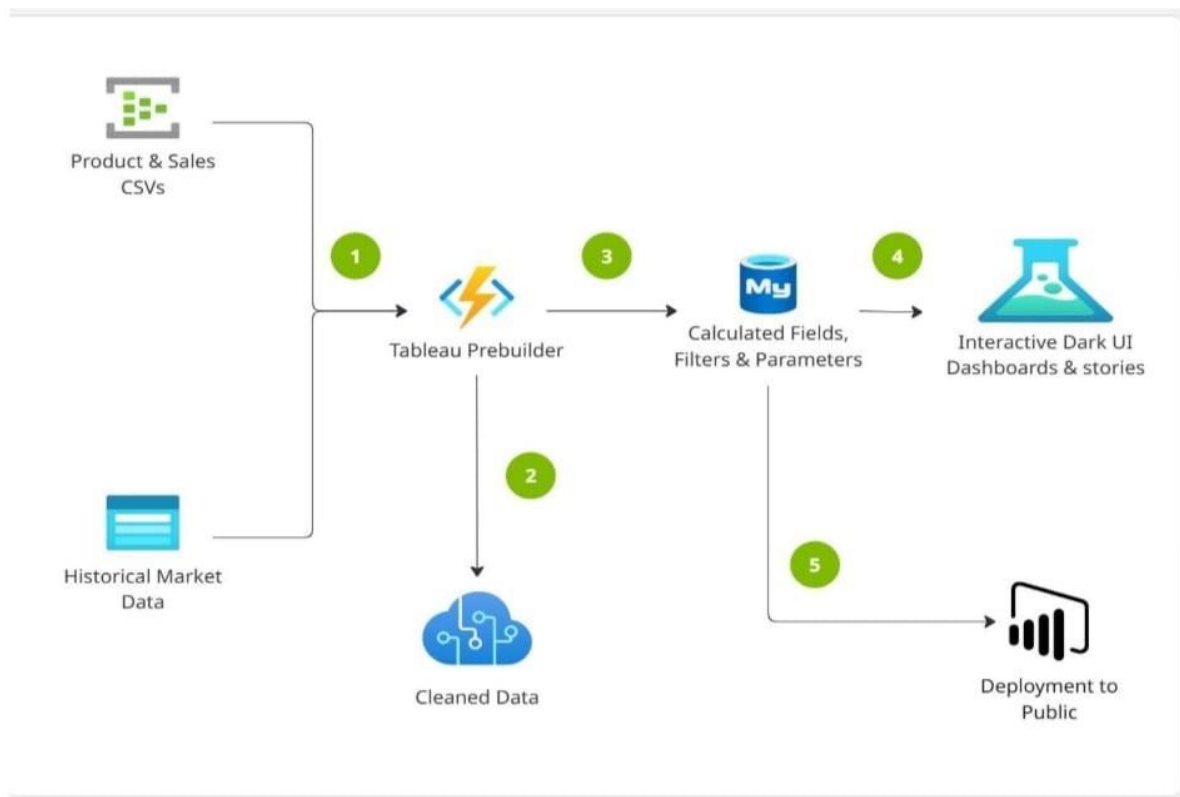 Product & Sales
CSVs
1
3
4
Tableau Prebuilder
My
Calculated Fields,
Filters & Parameters
Interactive Dark UI
Dashboards & stories
2
Historical Market
Data
5
Cleaned Data
Deployment to
Public